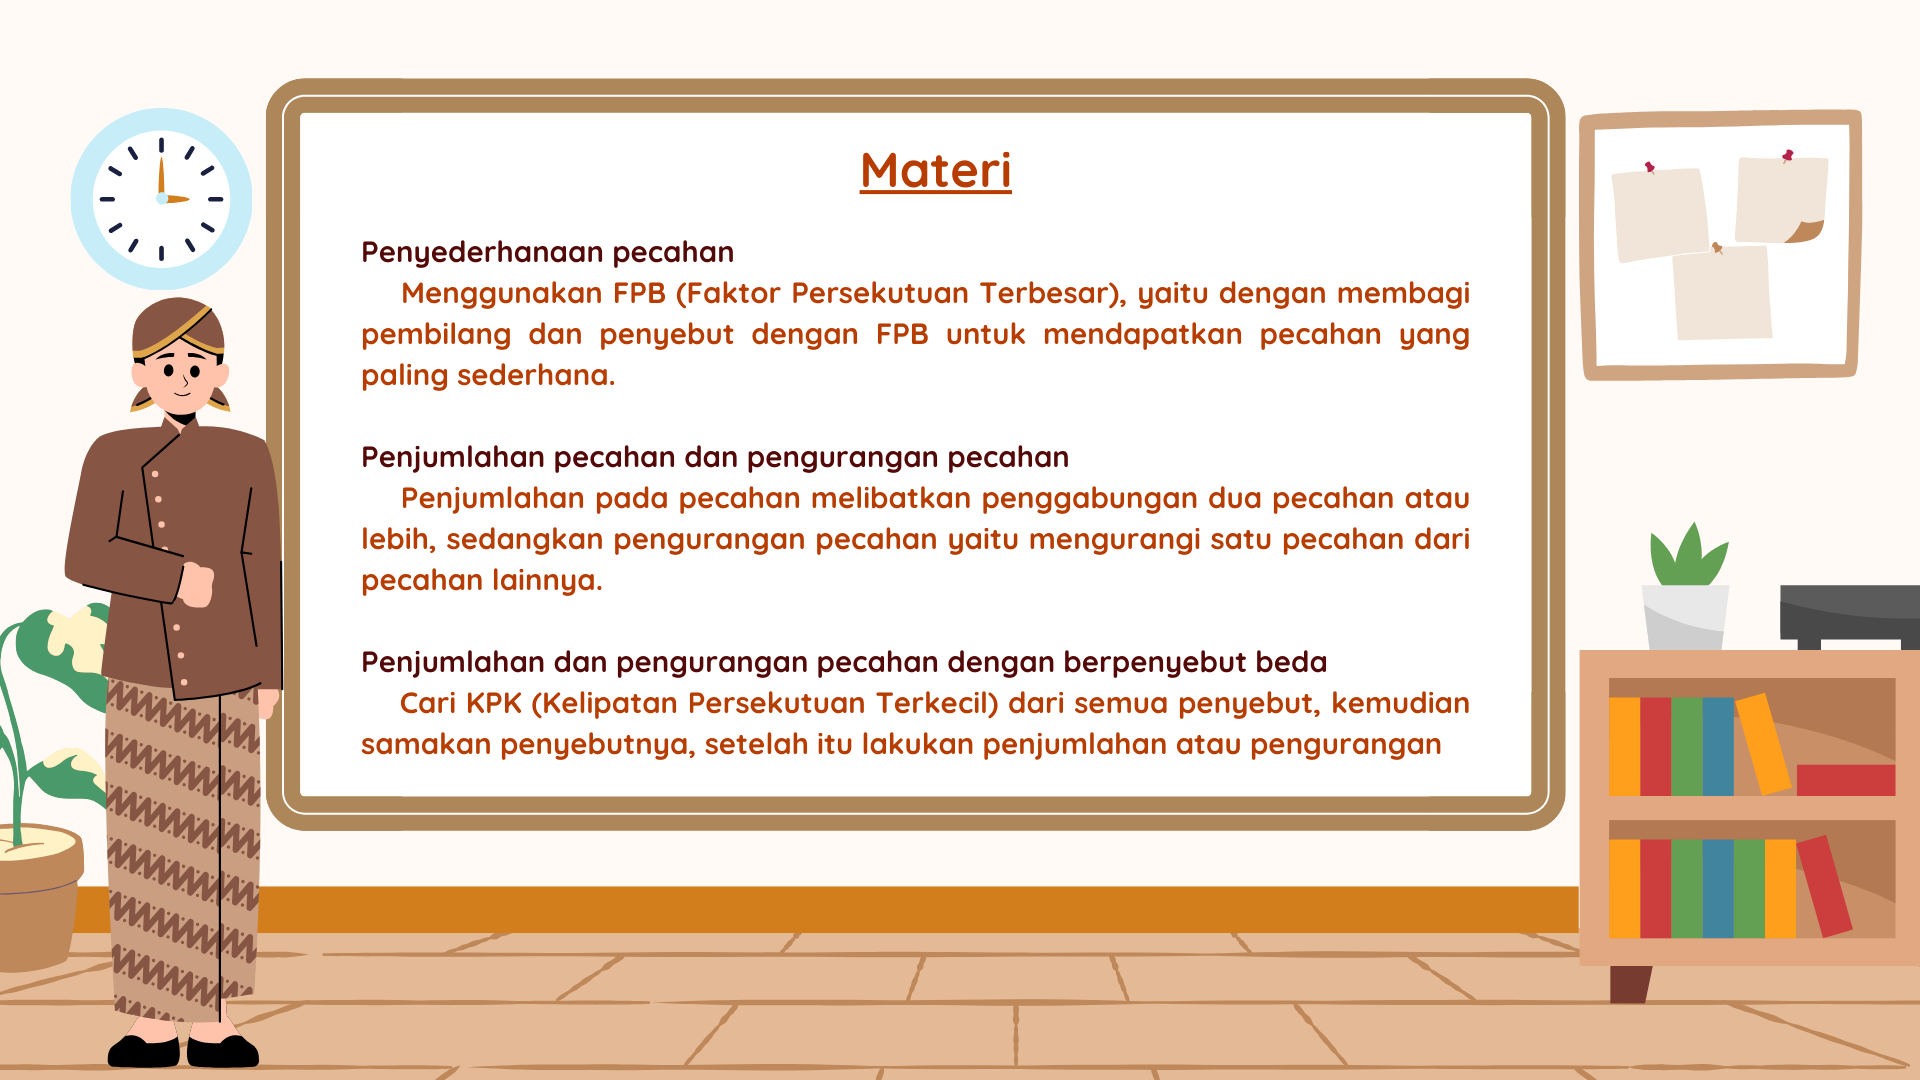 Materi
Penyederhanaan pecahan
Menggunakan FPB (Faktor Persekutuan Terbesar), yaitu dengan membagi
pembilang dan penyebut dengan FPB untuk mendapatkan pecahan yang
paling sederhana.
Penjumlahan pecahan dan pengurangan pecahan
Penjumlahan pada pecahan melibatkan penggabungan dua pecahan atau
lebih, sedangkan pengurangan pecahan yaitu mengurangi satu pecahan dari
pecahan lainnya.
Penjumlahan dan pengurangan pecahan dengan berpenyebut beda
Cari KPK (Kelipatan Persekutuan Terkecil) dari semua penyebut, kemudian
samakan penyebutnya, setelah itu lakukan penjumlahan atau pengurangan